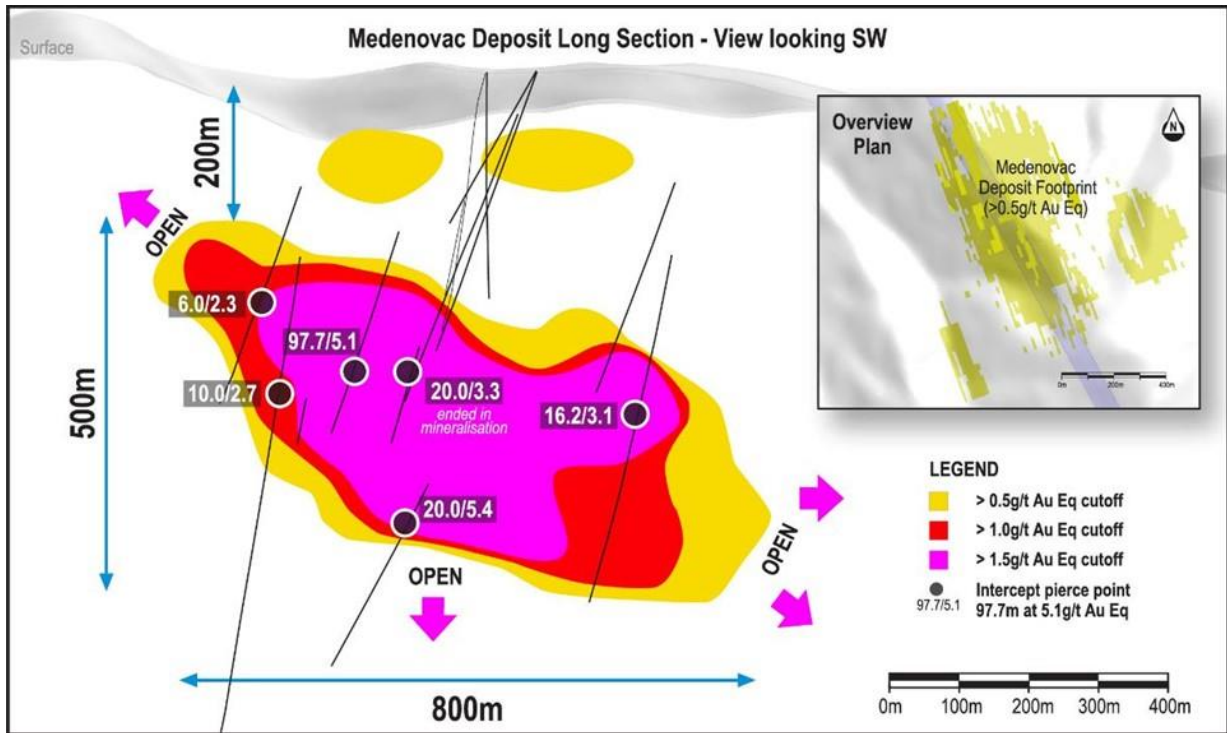 Medenovac Deposit Long Section - View looking SW
Surface
200m
500m
800m
OPEN
OPEN
OPEN
6.0/2.3
97.7/5.1
10.0/2.7
20.0/3.3
ended in
mineralisation
16.2/3.1
20.0/5.4
Overview
Plan
N
Medenovac
Deposit Footprint
(>0.5g/t Au Eq)
0m 200m 400m
LEGEND
> 0.5g/t Au Eq cutoff
> 1.0g/t Au Eq cutoff
> 1.5g/t Au Eq cutoff
97.7/5.1
Intercept pierce point
97.7m at 5.1g/t Au Eq
0m 100m 200m 300m 400m